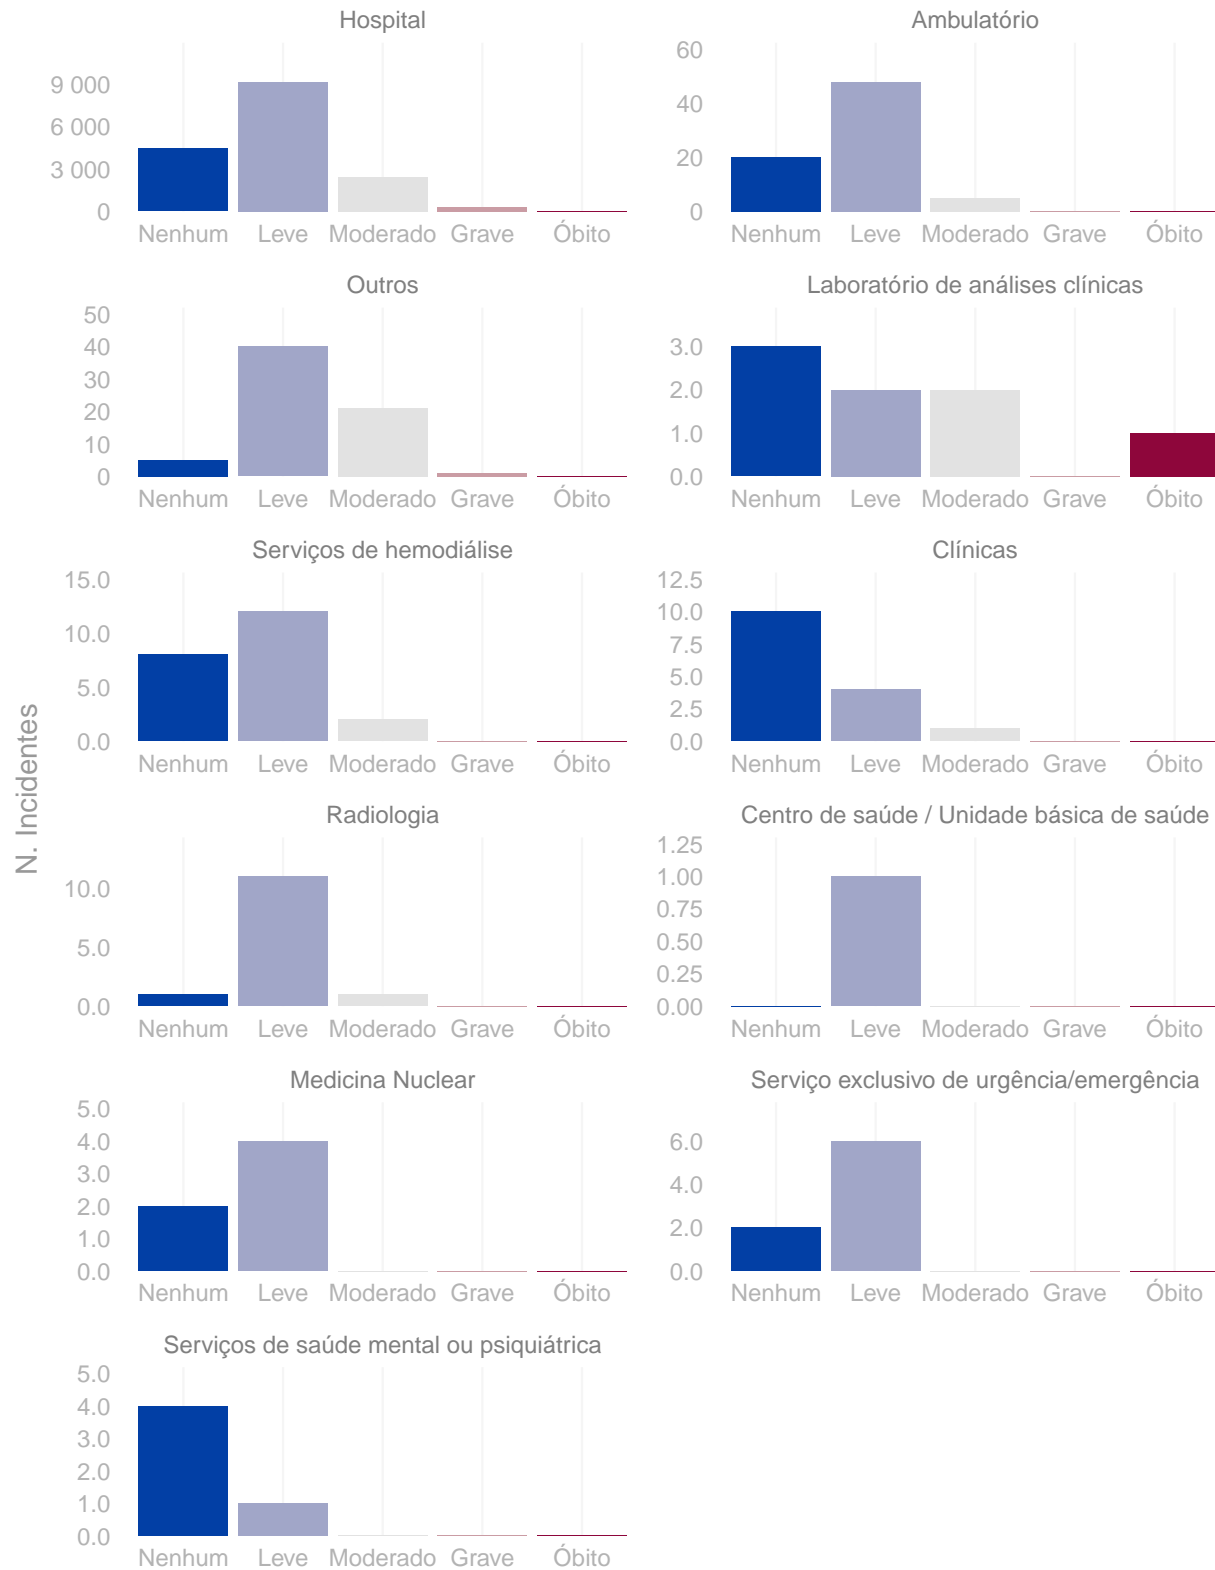 Hospital
9 000
6 000
3 000
0
Nenhum Leve Moderado Grave Óbito
Ambulatório
60
40
20
0
Nenhum Leve Moderado Grave Óbito
Outros
50
40
30
20
10
0
Nenhum Leve Moderado Grave Óbito
Laboratório de análises clínicas
3.0
2.0
1.0
0.0
Nenhum Leve Moderado Grave Óbito
Serviços de hemodiálise
15.0
10.0
5.0
0.0
Nenhum Leve Moderado Grave Óbito
Clínicas
12.5
10.0
7.5
5.0
2.5
0.0
Nenhum Leve Moderado Grave Óbito
N. Incidentes
Radiologia
10.0
5.0
0.0
Nenhum Leve Moderado Grave Óbito
Centro de saúde / Unidade básica de saúde
1.25
1.00
0.75
0.50
0.25
0.00
Nenhum Leve Moderado Grave Óbito
Medicina Nuclear
5.0
4.0
3.0
2.0
1.0
0.0
Nenhum Leve Moderado Grave Óbito
Serviço exclusivo de urgência/emergência
6.0
4.0
2.0
0.0
Nenhum Leve Moderado Grave Óbito
Serviços de saúde mental ou psiquiátrica
5.0
4.0
3.0
2.0
1.0
0.0
Nenhum Leve Moderado Grave Óbito